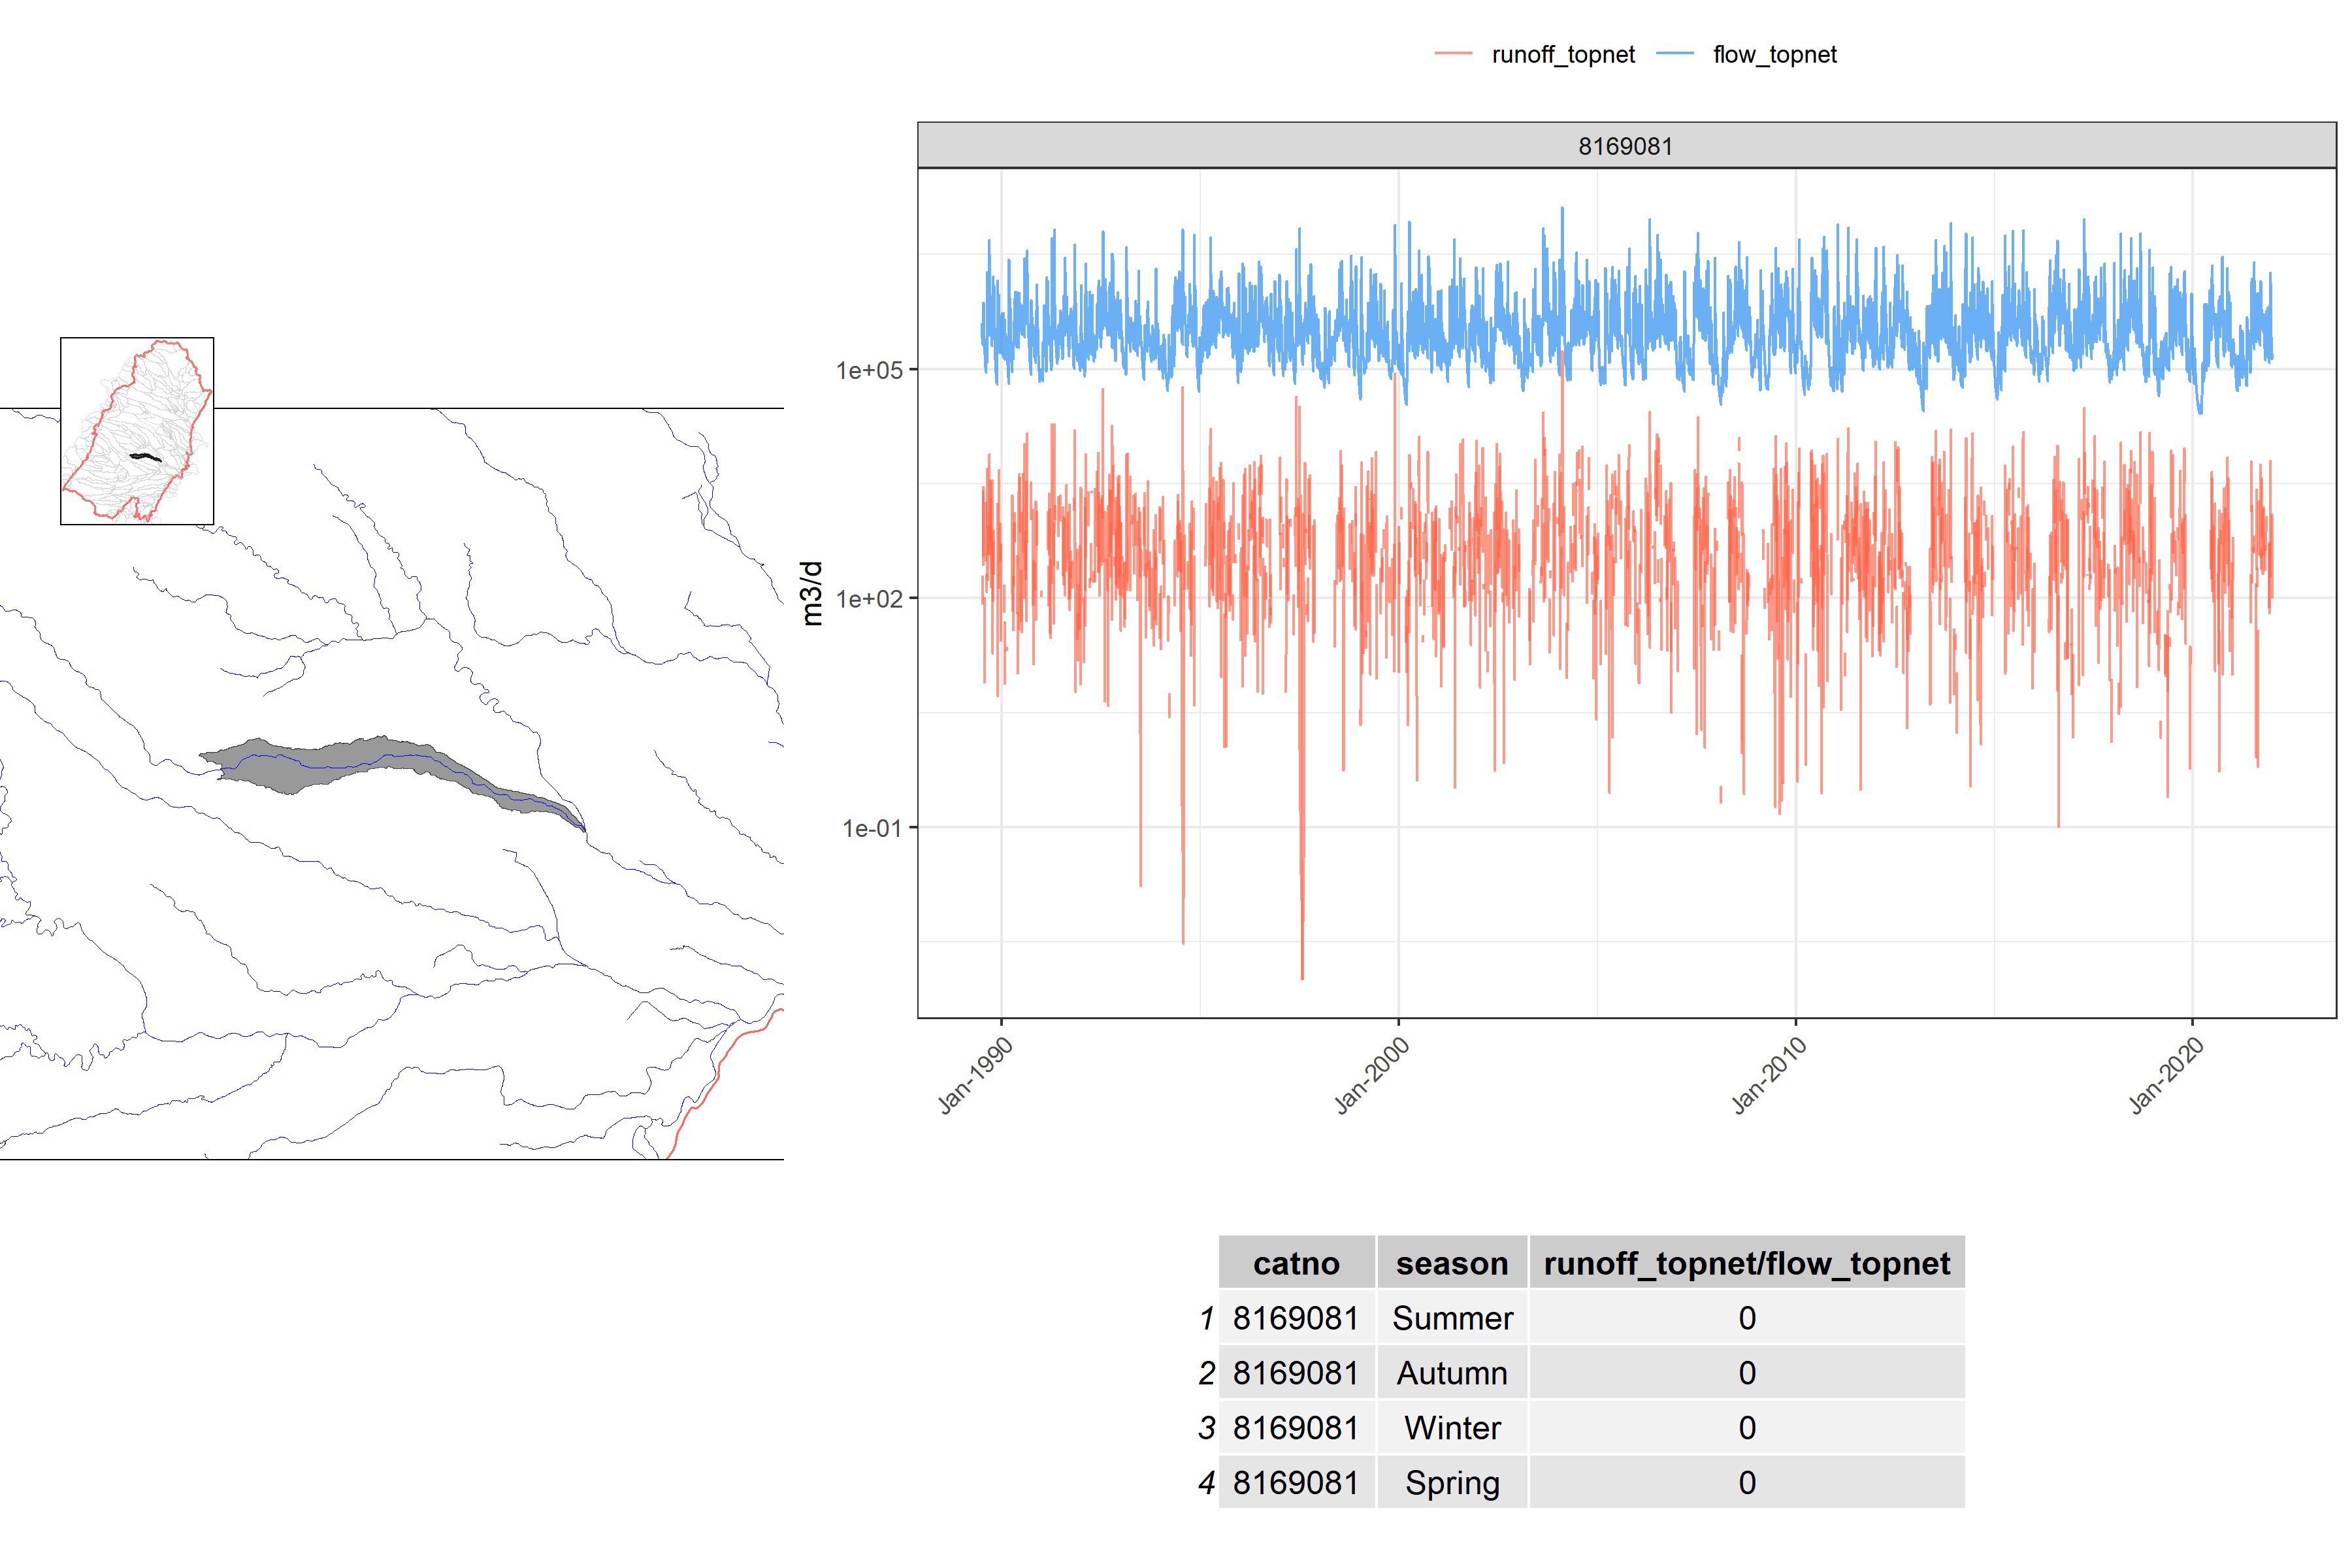 runoff_topnet flow_topnet
8169081
m3/d
1e+05
1e+02
1e-01
Jan-1990 Jan-2000 Jan-2010 Jan-2020
catno season runoff_topnet/flow_topnet
1 8169081 Summer 0
2 8169081 Autumn 0
3 8169081 Winter 0
4 8169081 Spring 0